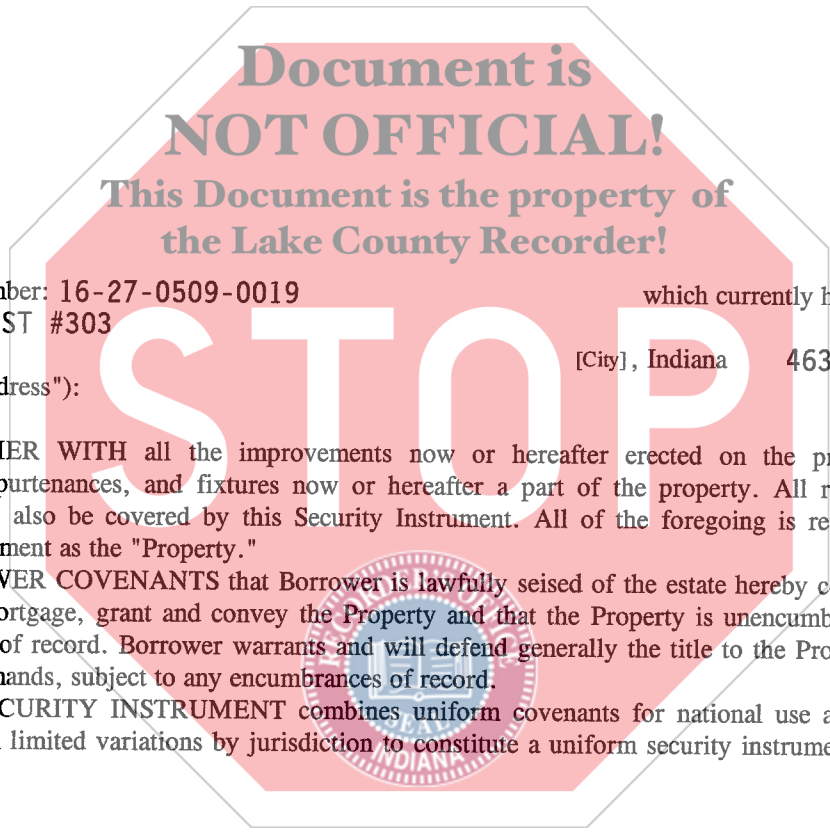 Document is
NOT OFFICIAL!
This Document is the property of
the Lake County Recorder!
nber: 16-27-0509-0019 which currently h
ST #303
[City], Indiana 463
dress"):
STOP
IER WITH all the improvements now or hereafter erected on the pr
purtenances, and fixtures now or hereafter a part of the property. All r
also be covered by this Security Instrument. All of the foregoing is re
ment as the "Property."
VER COVENANTS that Borrower is lawfully seised of the estate hereby c
ortgage, grant and convey the Property and that the Property is unencumb
of record. Borrower warrants and will defend generally the title to the Pro
nands, subject to any encumbrances of record.
CURITY INSTRUMENT combines uniform covenants for national use a
limited variations by jurisdiction to constitute a uniform security instrume
SEAL
INDIANA